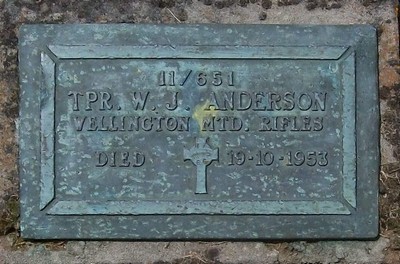 11/651
TPR. W. J. ANDERSON
WELLINGTON MTD. RIFLES
DIED 19-10-1953